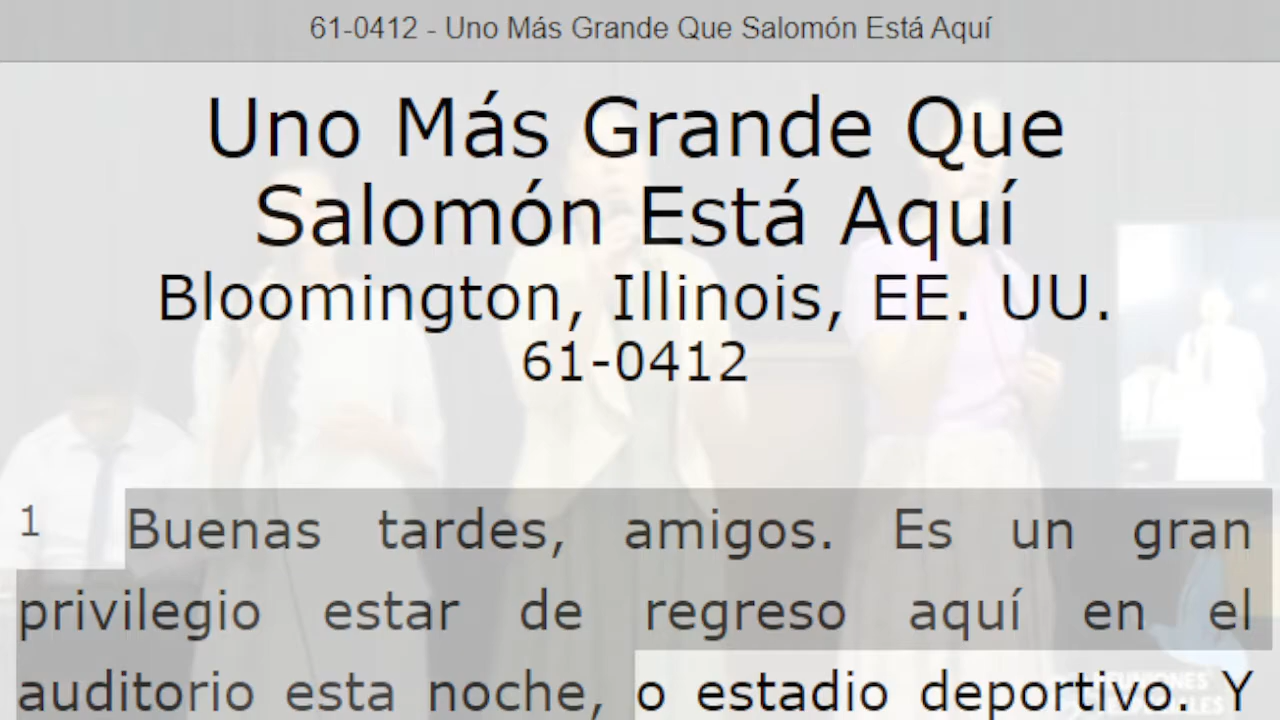 61-0412 - Uno Más Grande Que Salomón Está Aquí
Uno Más Grande Que
Salomón Está Aquí
Bloomington, Illinois, EE. UU.
61-0412
1 Buenas tardes, amigos. Es un gran
privilegio estar de regreso aquí en el
auditorio esta noche, o estadio deportivo. Y